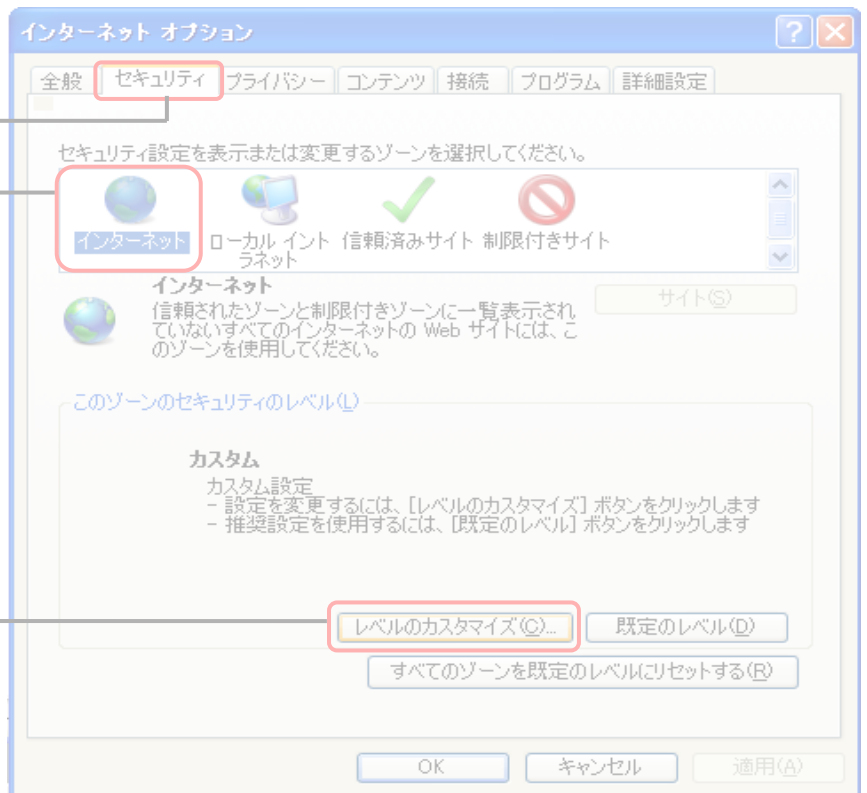 インターネット オプション
全般 セキュリティ プライバシー コンテンツ 接続 プログラム 詳細設定
セキュリティ設定を表示または変更するゾーンを選択してください。
インターネット ローカル イント 信頼済みサイト 制限付きサイト
ラネット
インターネット
サイト(S)
信頼されたゾーンと制限付きゾーンに一覧表示され
ていないすべてのインターネットの Web サイトには、こ
のゾーンを使用してください。
このゾーンのセキュリティのレベル(L)
カスタム
カスタム設定
- 設定を変更するには、[レベルのカスタマイズ] ボタンをクリックします
- 推奨設定を使用するには、[既定のレベル] ボタンをクリックします
レベルのカスタマイズ(C)... 既定のレベル(D)
すべてのゾーンを既定のレベルにリセットする(R)
OK キャンセル 適用(A)